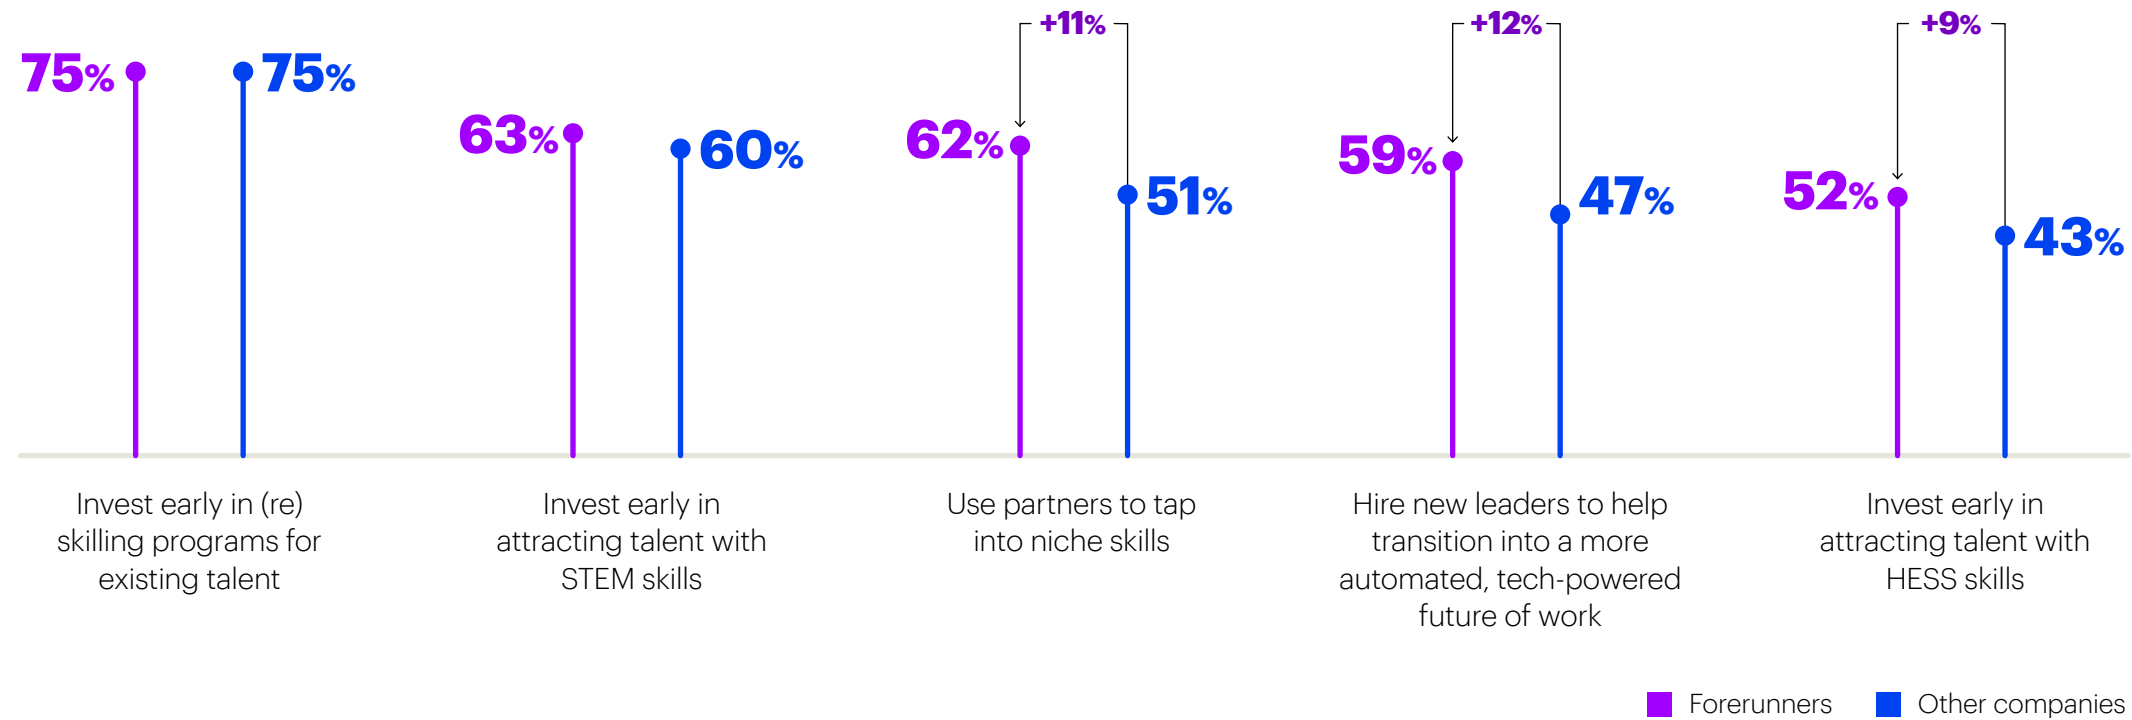 +11%
+12%
+9%
75%
75%
63%
60%
62%
51%
59%
47%
52%
43%
Invest early in (re)
skilling programs for
existing talent
Invest early in
attracting talent with
STEM skills
Use partners to tap
into niche skills
Hire new leaders to help
transition into a more
automated, tech-powered
future of work
Invest early in
attracting talent with
HESS skills
Forerunners
Other companies